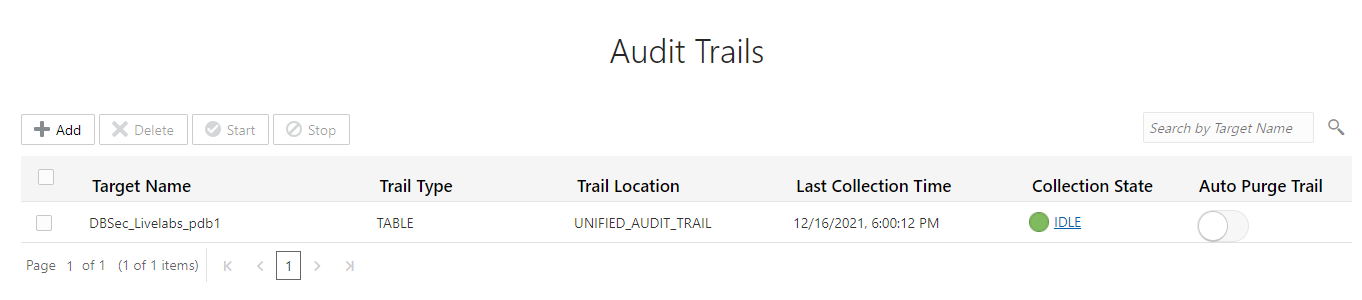 Audit Trails
Add Delete Start Stop Search by Target Name
Target Name Trail Type Trail Location Last Collection Time Collection State Auto Purge Trail
DBSec_Livelabs_pdb1 TABLE UNIFIED_AUDIT_TRAIL 12/16/2021, 6:00:12 PM IDLE
Page 1 of 1 (1 of 1 items) 1